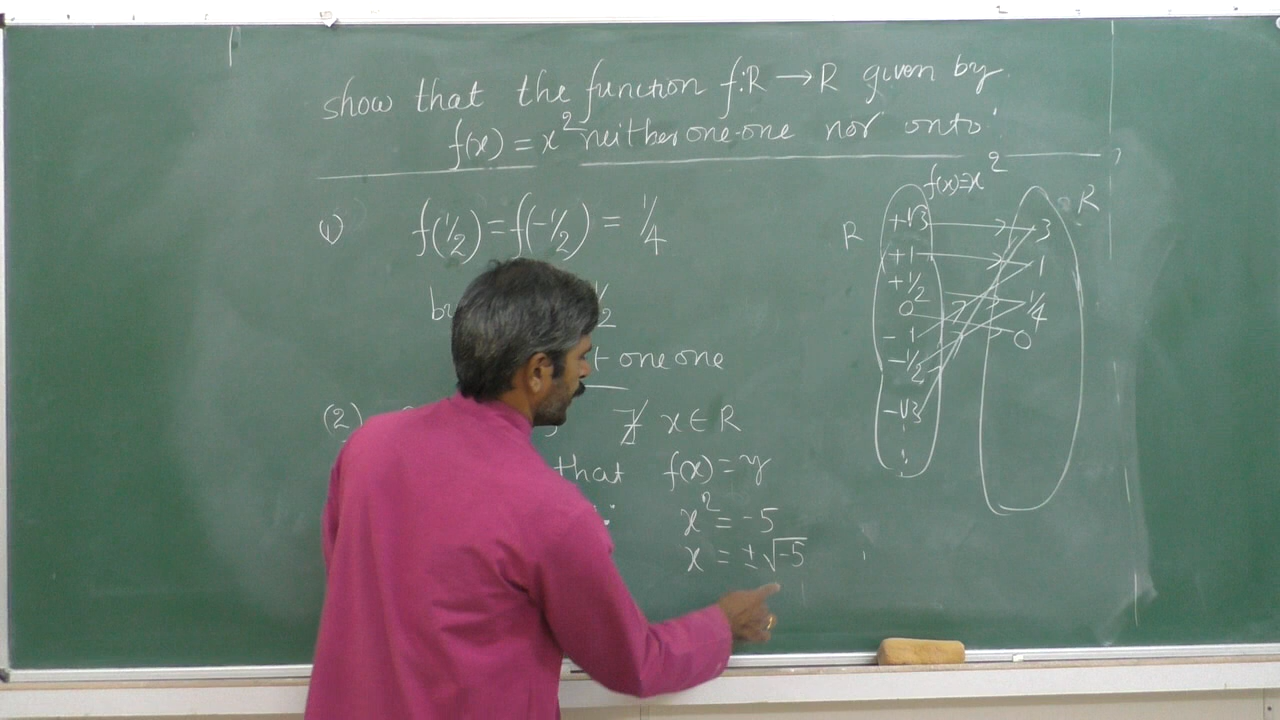 show that the function f:R → R given by
f(x) = x² neither one-one nor onto.
(1) f(1/2) = f(-1/2) = 1/4
1/2
one one
(2) ∄ x ∈ R
that f(x) = y
x² = -5
x = ±√-5
f(x)=x²
R
R
+√3
+1
+1/2
0
-1
-1/2
-√3
3
1
1/4
0